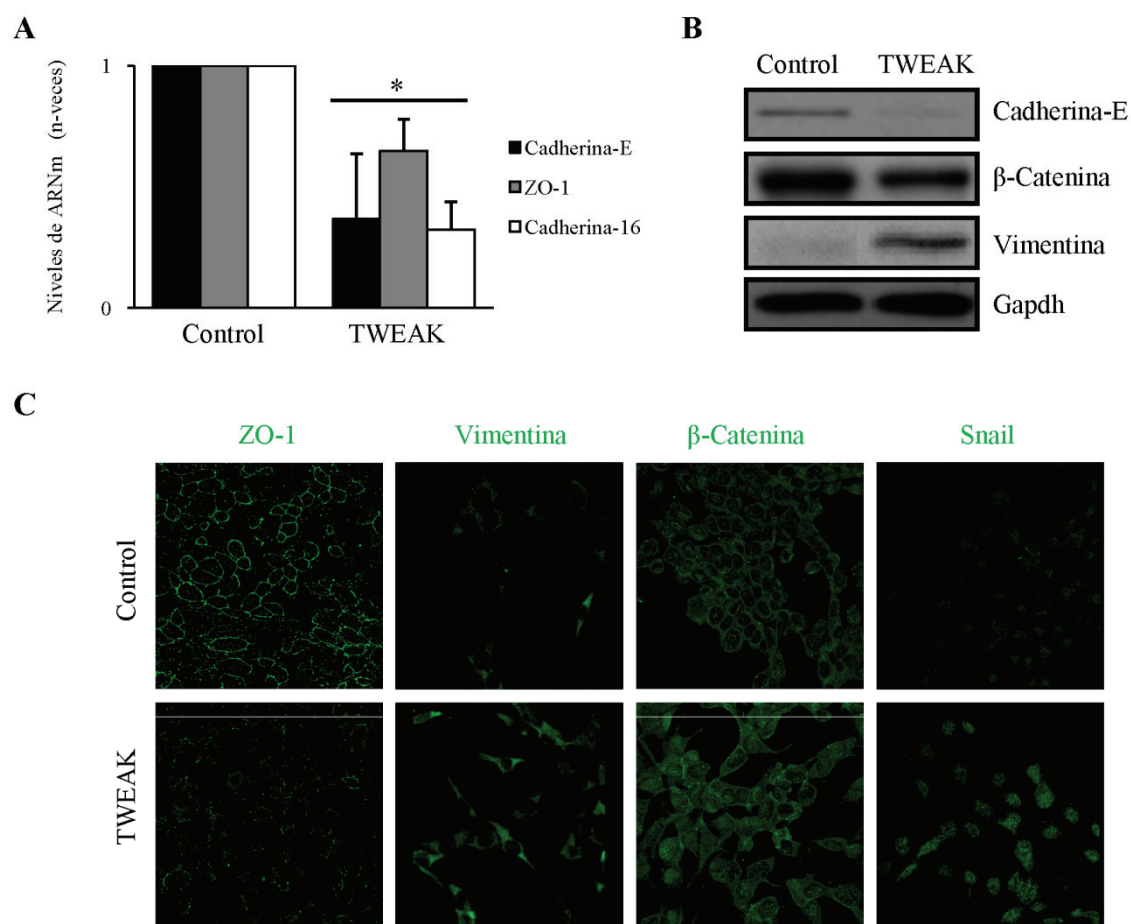 A
Niveles de ARNm (n-veces)
1
0
*
Control
TWEAK
Cadherina-E
ZO-1
Cadherina-16
B
Control
TWEAK
Cadherina-E
β-Catenina
Vimentina
Gapdh
C
ZO-1
Vimentina
β-Catenina
Snail
Control
TWEAK